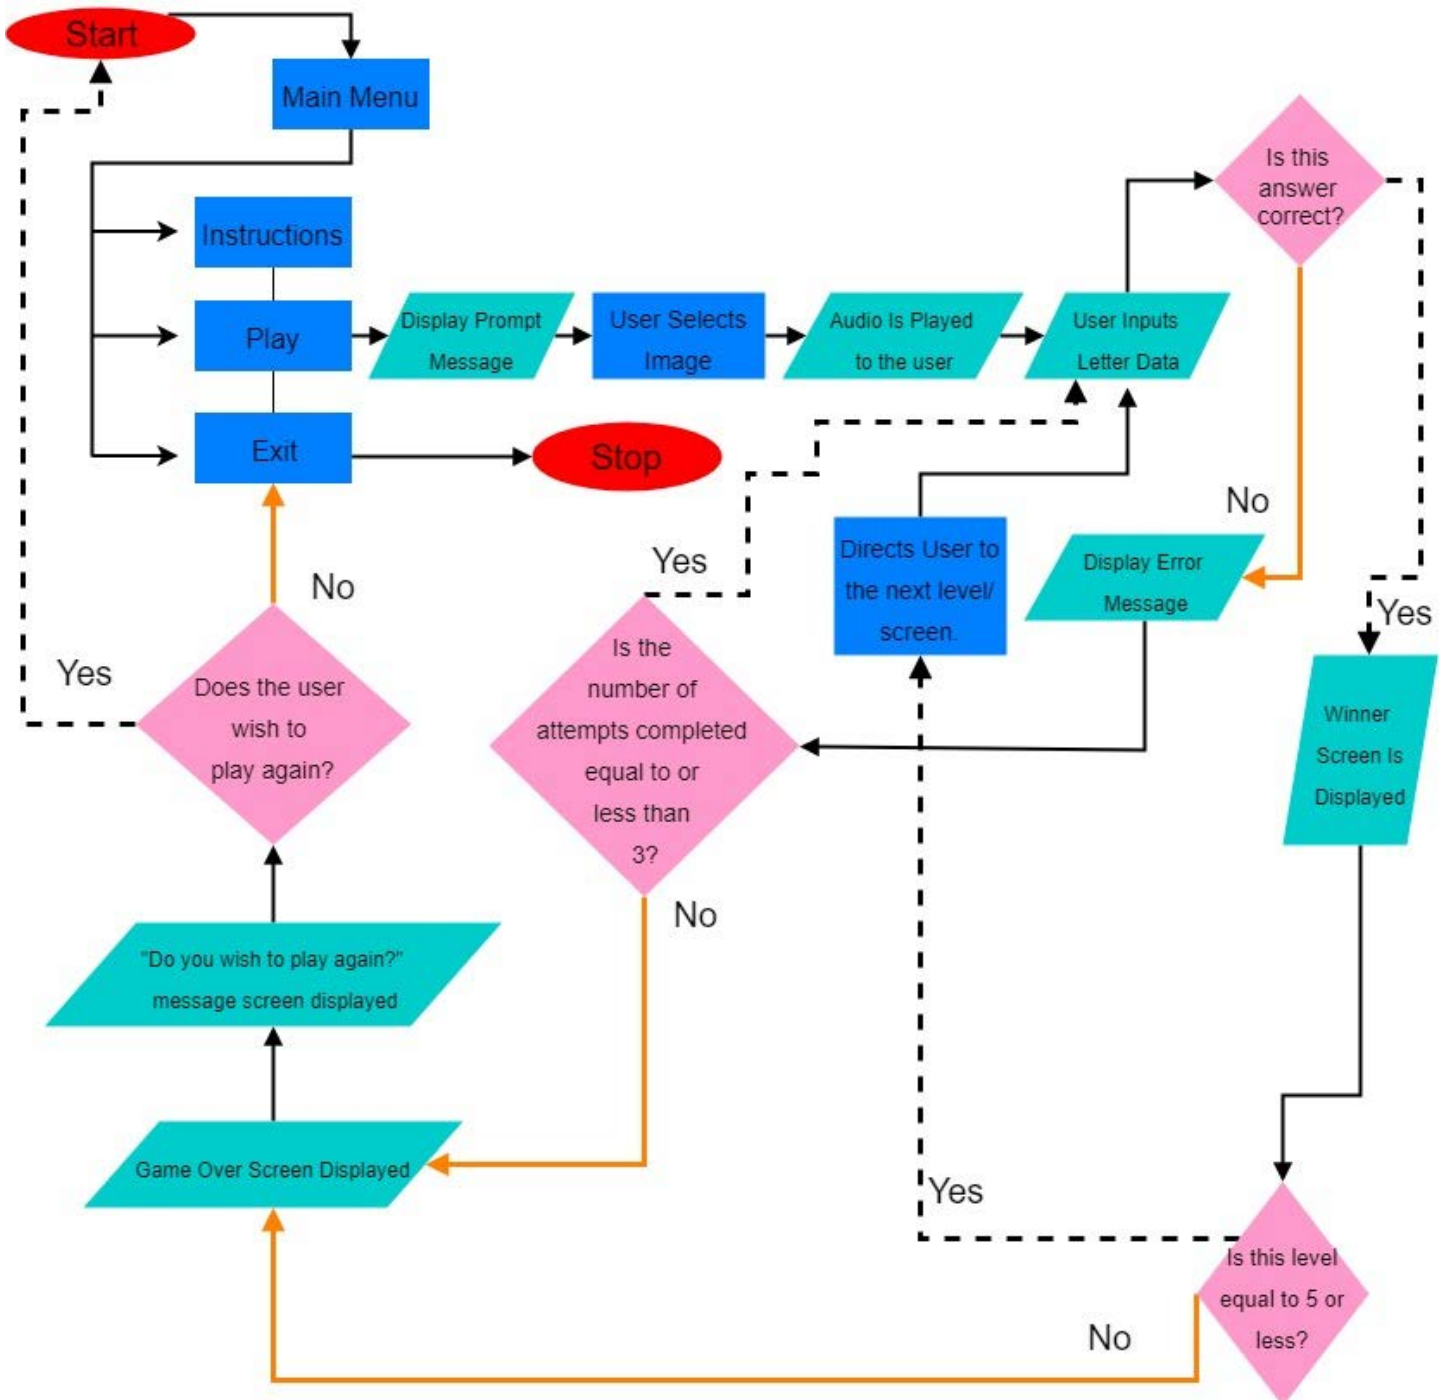 Start
Main Menu
Instructions
Play
Exit
Display Prompt
Message
User Selects
Image
Audio Is Played
to the user
User Inputs
Letter Data
Is this
answer
correct?
Stop
No
Display Error
Message
Yes
Winner
Screen Is
Displayed
Directs User to
the next level/
screen.
Yes
Is the
number of
attempts completed
equal to or
less than
3?
No
No
Yes
Does the user
wish to
play again?
"Do you wish to play again?"
message screen displayed
Game Over Screen Displayed
Yes
Is this level
equal to 5 or
less?
No